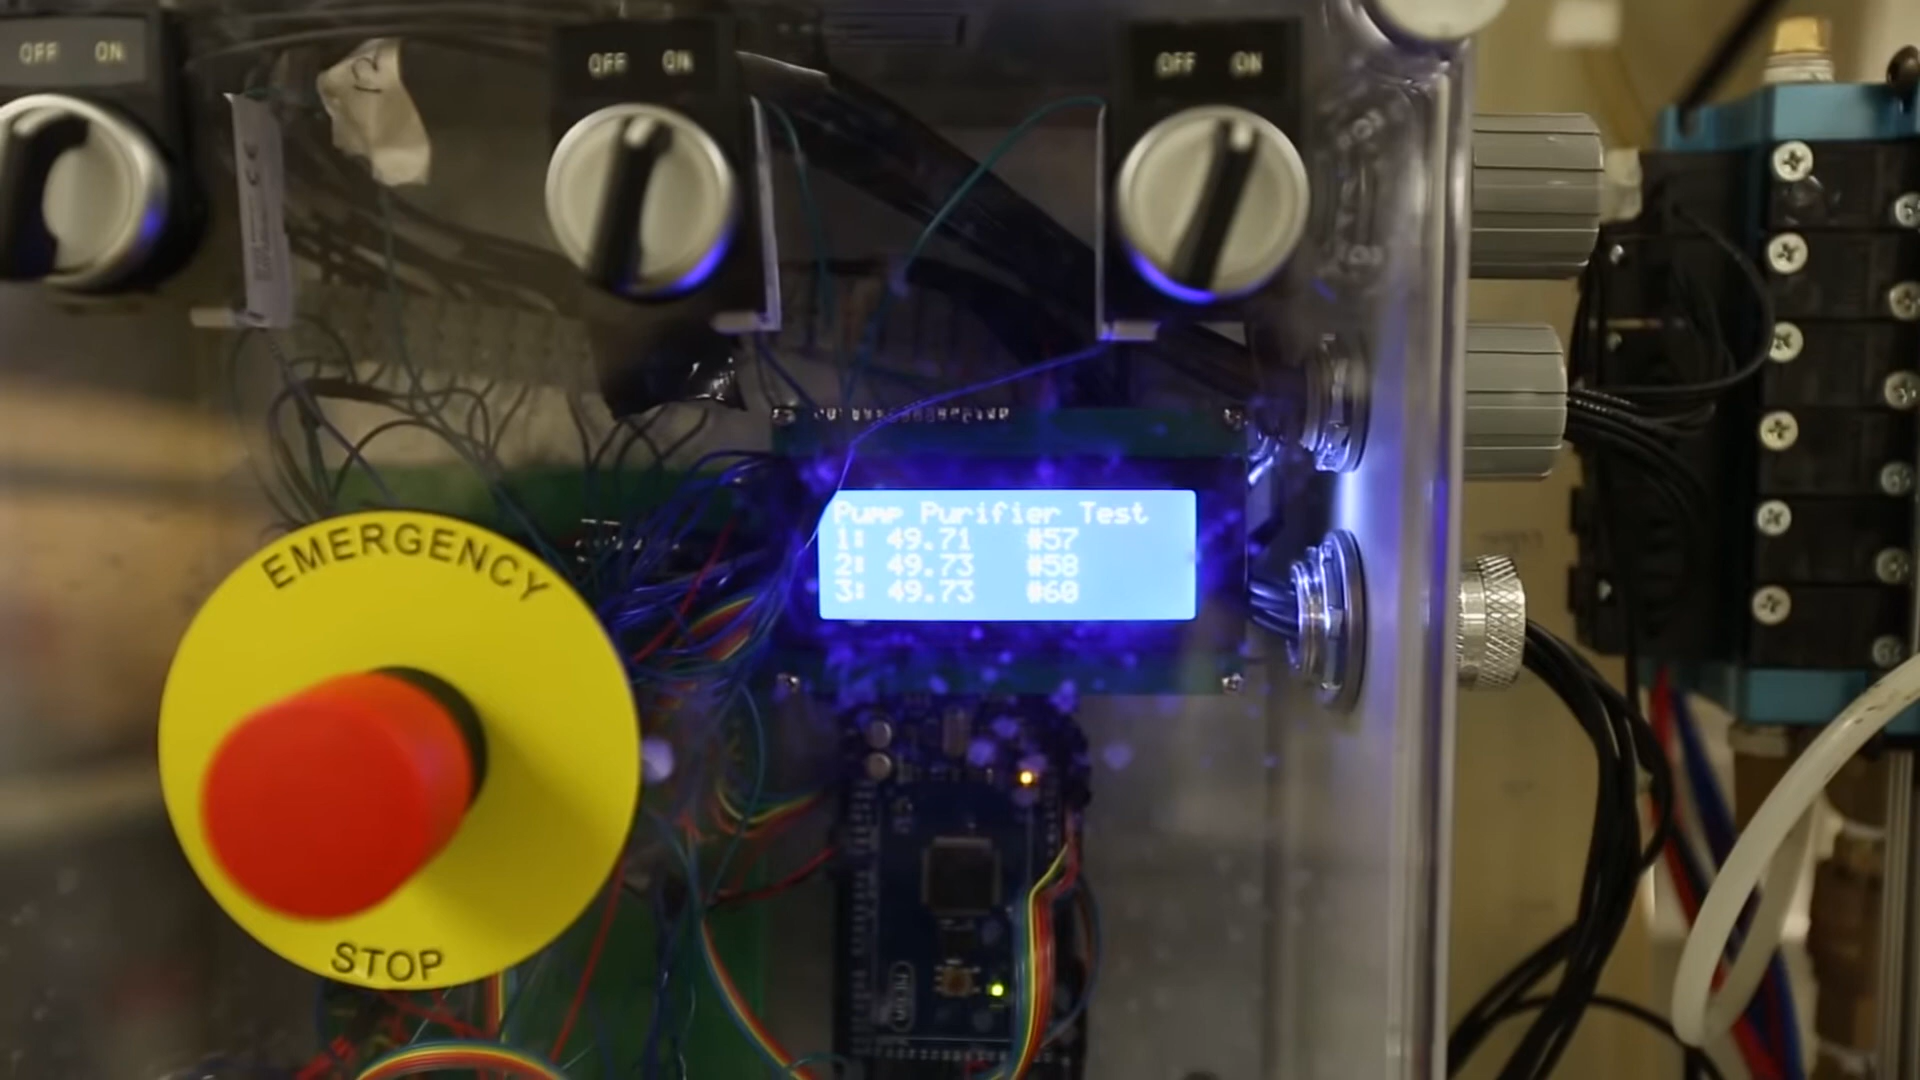 OFF ON
OFF ON
OFF ON
Pump Purifier Test
1: 49.71 #57
2: 49.73 #58
3: 49.73 #60
EMERGENCY
STOP